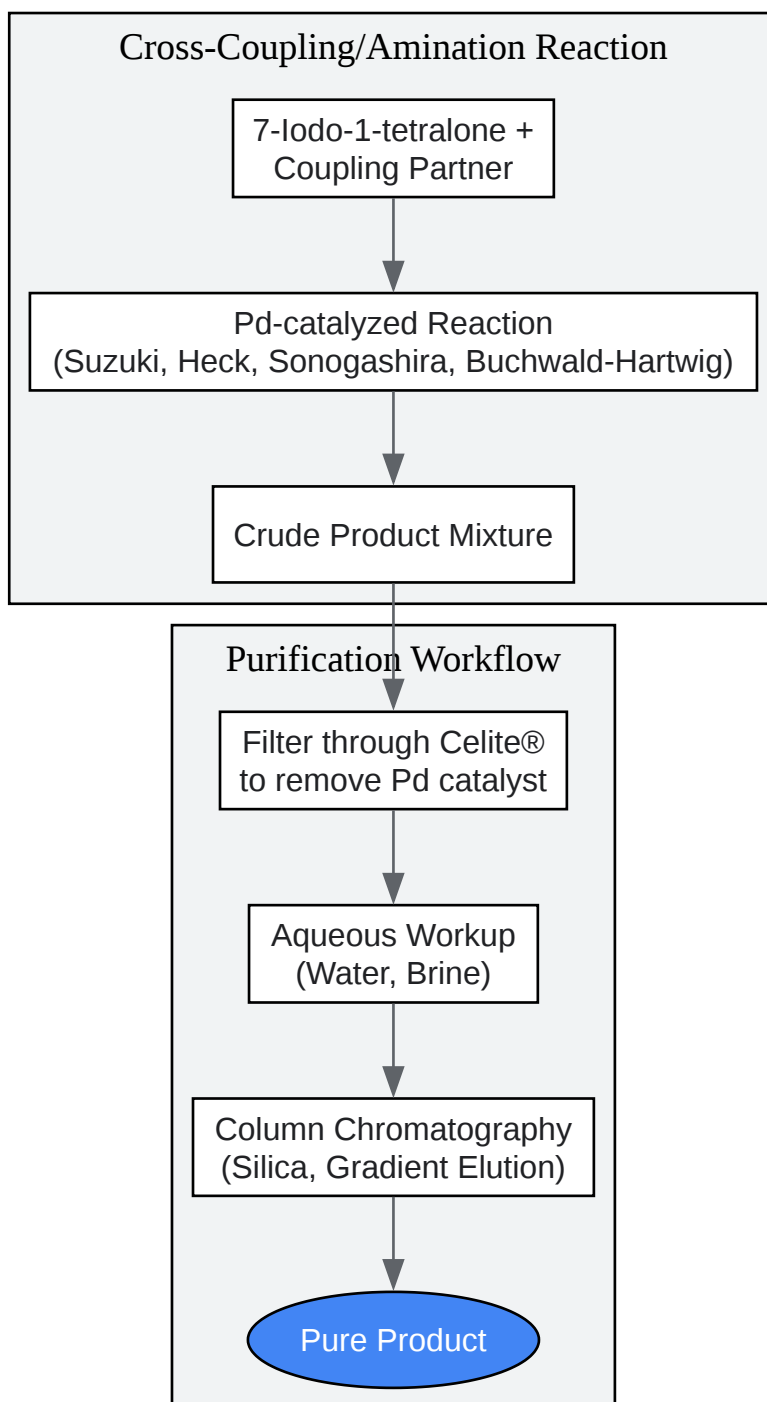 Cross-Coupling/Amination Reaction
7-Iodo-1-tetralone +
Coupling Partner
Pd-catalyzed Reaction
(Suzuki, Heck, Sonogashira, Buchwald-Hartwig)
Crude Product Mixture
Purification Workflow
Filter through Celite®
to remove Pd catalyst
Aqueous Workup
(Water, Brine)
Column Chromatography
(Silica, Gradient Elution)
Pure Product